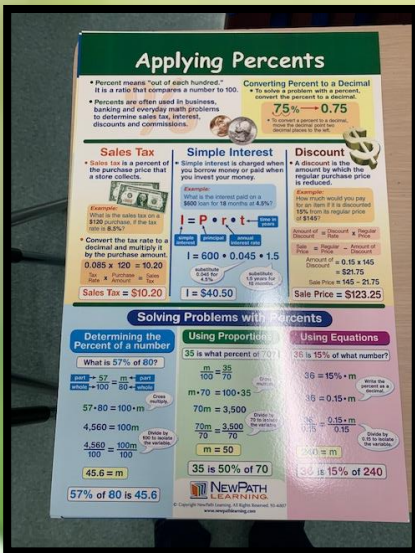 Applying Percents
• Percent means "out of each hundred."
It is a ratio that compares a number to 100.
• Percents are often used in business,
banking and everyday math problems
to determine sales tax, interest,
discounts and commissions.
Converting Percent to a Decimal
• To solve a problem with a percent,
convert the percent to a decimal.
75% → 0.75
• To convert a percent to a decimal,
move the decimal point two
decimal places to the left.
Sales Tax
• Sales tax is a percent of
the purchase price that
a store collects.
Example:
What is the sales tax on a
$120 purchase, if the tax
rate is 8.5%?
• Convert the tax rate to a
decimal and multiply it
by the purchase amount.
0.085 x 120 = 10.20
Tax Rate x Purchase Amount = Sales Tax
Sales Tax = $10.20
Simple Interest
• Simple interest is charged when
you borrow money or paid when
you invest your money.
Example:
What is the interest paid on a
$600 loan for 18 months at 4.5%?
I = P • r • t
time in
years
simple
interest
principal
annual
interest rate
I = 600 • 0.045 • 1.5
substitute
0.045 for
4.5%
substitute
1.5 years for
18 months.
I = $40.50
Discount
• A discount is the
amount by which the
regular purchase price
is reduced.
Example:
How much would you pay
for an item if it is discounted
15% from its regular price
of $145?
Amount of Discount = Discount Rate x Regular Price
Sale Price = Regular Price - Amount of Discount
Amount of Discount = 0.15 x 145
= $21.75
Sale Price = 145 - 21.75
Sale Price = $123.25
Solving Problems with Percents
Determining the
Percent of a number
What is 57% of 80?
part → 57 = m ← part
whole → 100 80 ← whole
Cross
multiply.
57•80 = 100•m
4,560 = 100m
Divide by
100 to isolate
the variable.
4,560 = 100m
100 100
45.6 = m
57% of 80 is 45.6
Using Proportions
35 is what percent of 70?
m = 35
100 70
Cross
multiply.
m•70 = 100•35
70m = 3,500
Divide by
70 to isolate
the variable.
70m = 3,500
70 70
m = 50
35 is 50% of 70
Using Equations
36 is 15% of what number?
36 = 15%•m
Write the
percent as a
decimal.
36 = 0.15•m
36 = 0.15•m
0.15 0.15
Divide by
0.15 to isolate
the variable.
240 = m
36 is 15% of 240
NEWPATH
LEARNING
© Copyright NewPath Learning. All Rights Reserved.
www.newpathlearning.com